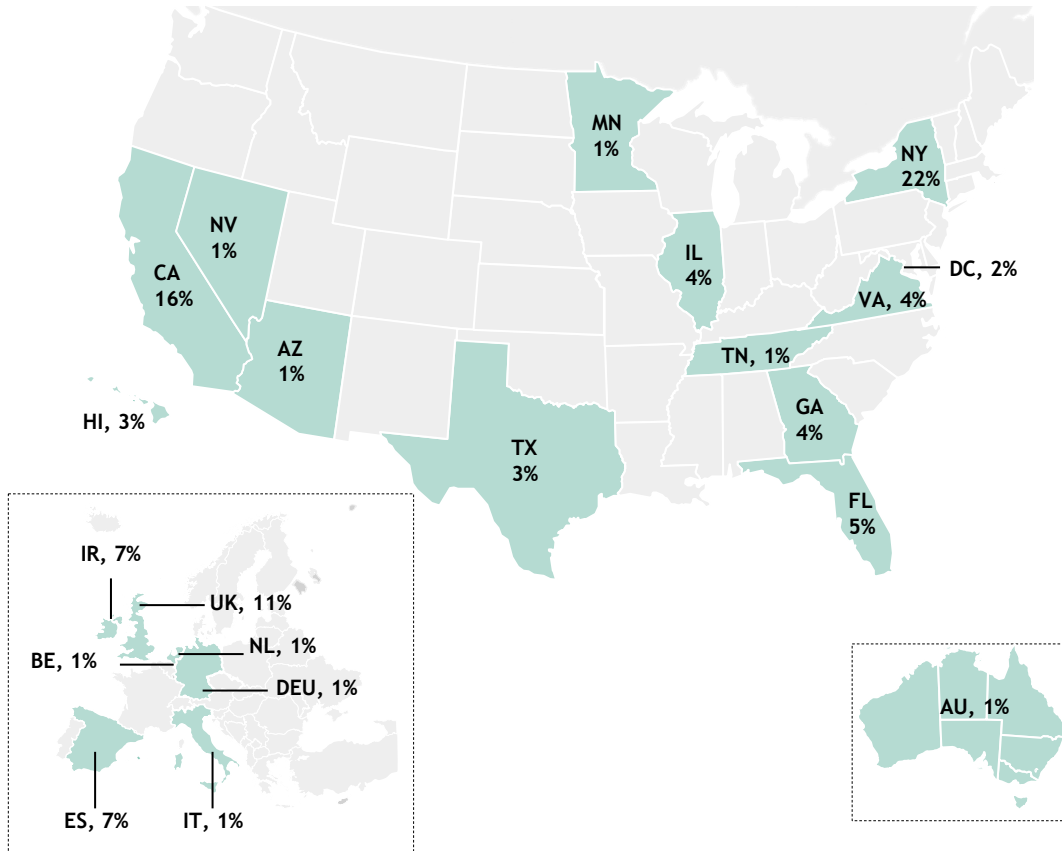 MN
1%
NY
22%
NV
1%
IL
4%
DC, 2%
CA
16%
VA, 4%
AZ
1%
TN, 1%
HI, 3%
GA
4%
TX
3%
FL
5%
IR, 7%
UK, 11%
NL, 1%
BE, 1%
DEU, 1%
ES, 7%
IT, 1%
AU, 1%